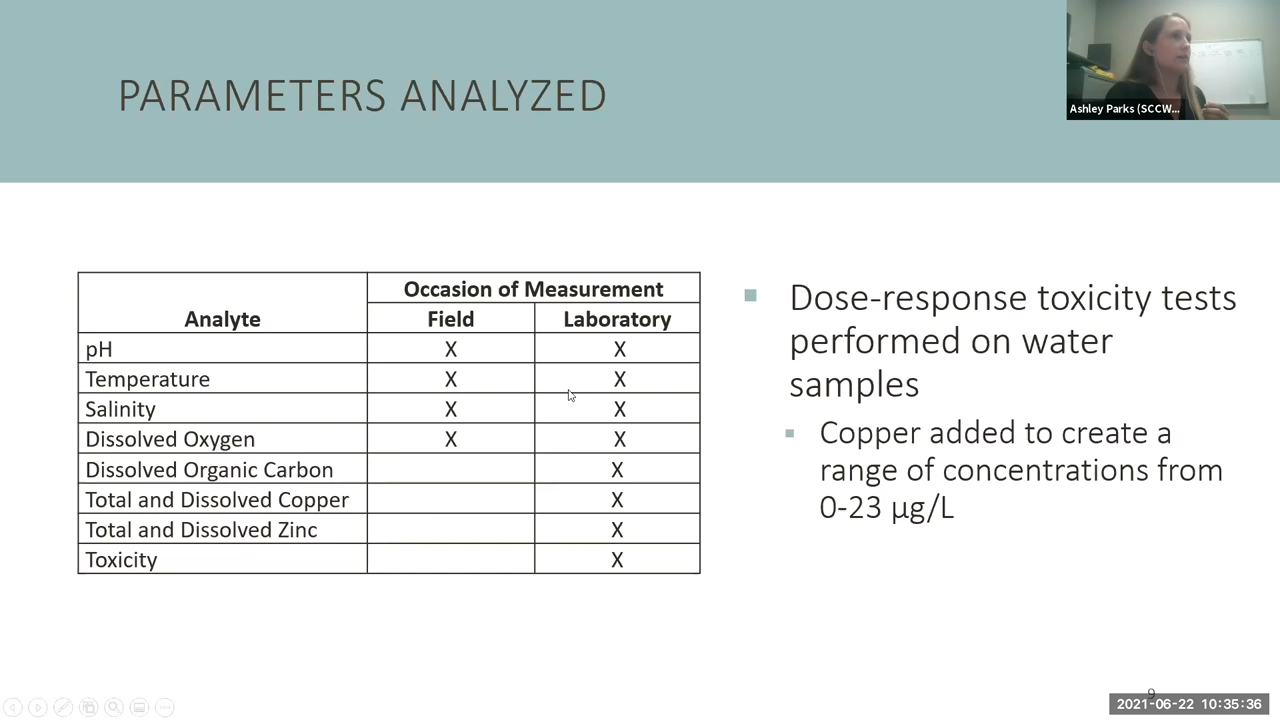 PARAMETERS ANALYZED
Ashley Parks (SCCW...
Occasion of Measurement
Analyte Field Laboratory
pH X X
Temperature X X
Salinity X X
Dissolved Oxygen X X
Dissolved Organic Carbon X
Total and Dissolved Copper X
Total and Dissolved Zinc X
Toxicity X
Dose-response toxicity tests
performed on water
samples
Copper added to create a
range of concentrations from
0-23 µg/L
9
2021-06-22 10:35:36